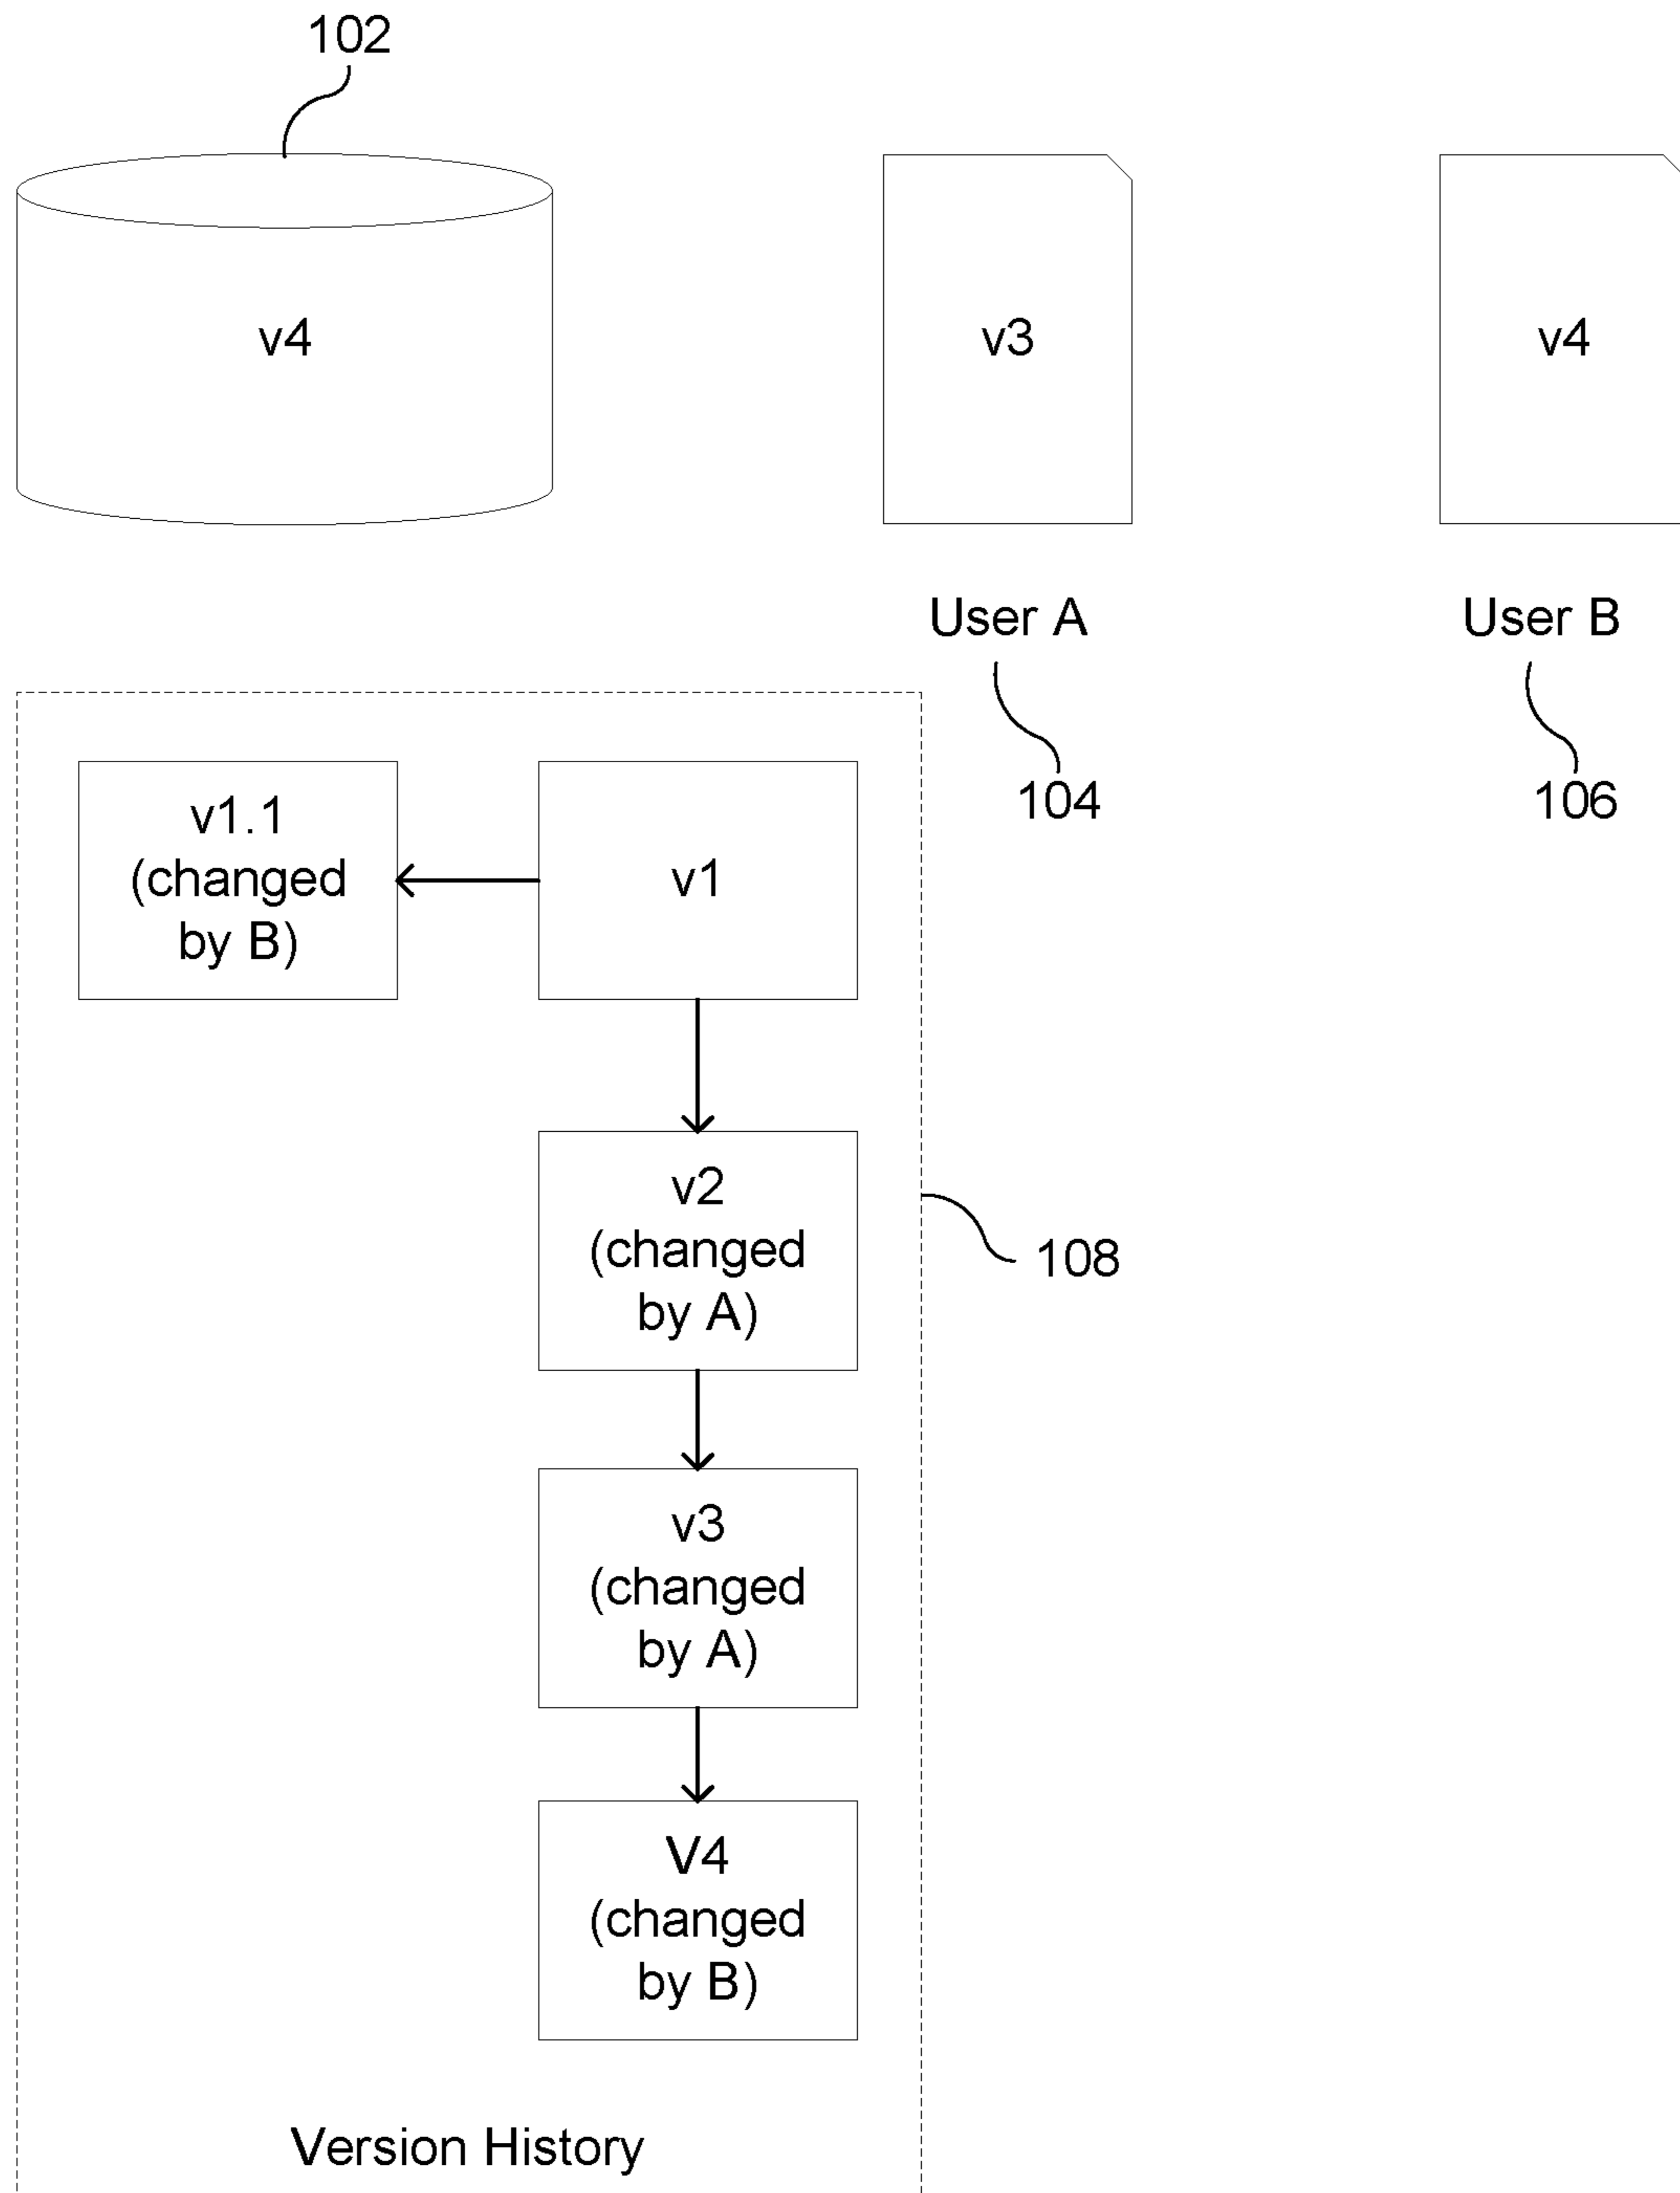 102
v4
v3
v4
User A
User B
104
106
v1.1
(changed
by B)
v1
v2
(changed
by A)
108
v3
(changed
by A)
V4
(changed
by B)
Version History